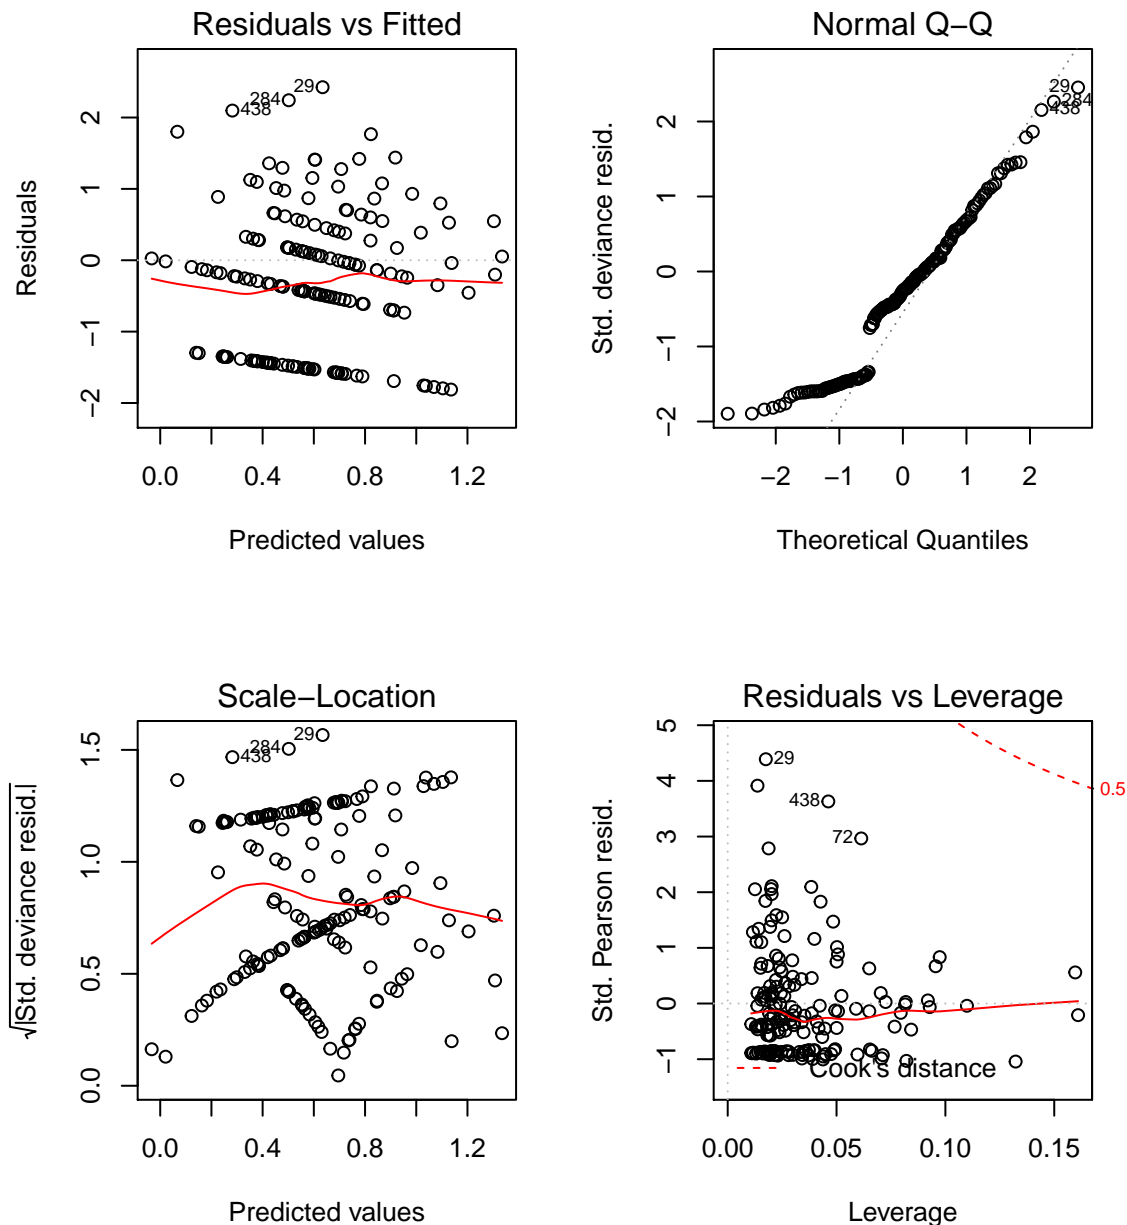 Residuals vs Fitted
Residuals
2
1
0
−1
−2
29
284
438
0.0 0.4 0.8 1.2
Predicted values
Normal Q−Q
Std. deviance resid.
2
1
0
−1
−2
29
284
438
−2 −1 0 1 2
Theoretical Quantiles
Scale−Location
√|Std. deviance resid.|
1.5
1.0
0.5
0.0
29
284
438
0.0 0.4 0.8 1.2
Predicted values
Residuals vs Leverage
Std. Pearson resid.
5
4
3
2
1
0
−1
29
438
72
0.5
Cook's distance
0.00 0.05 0.10 0.15
Leverage